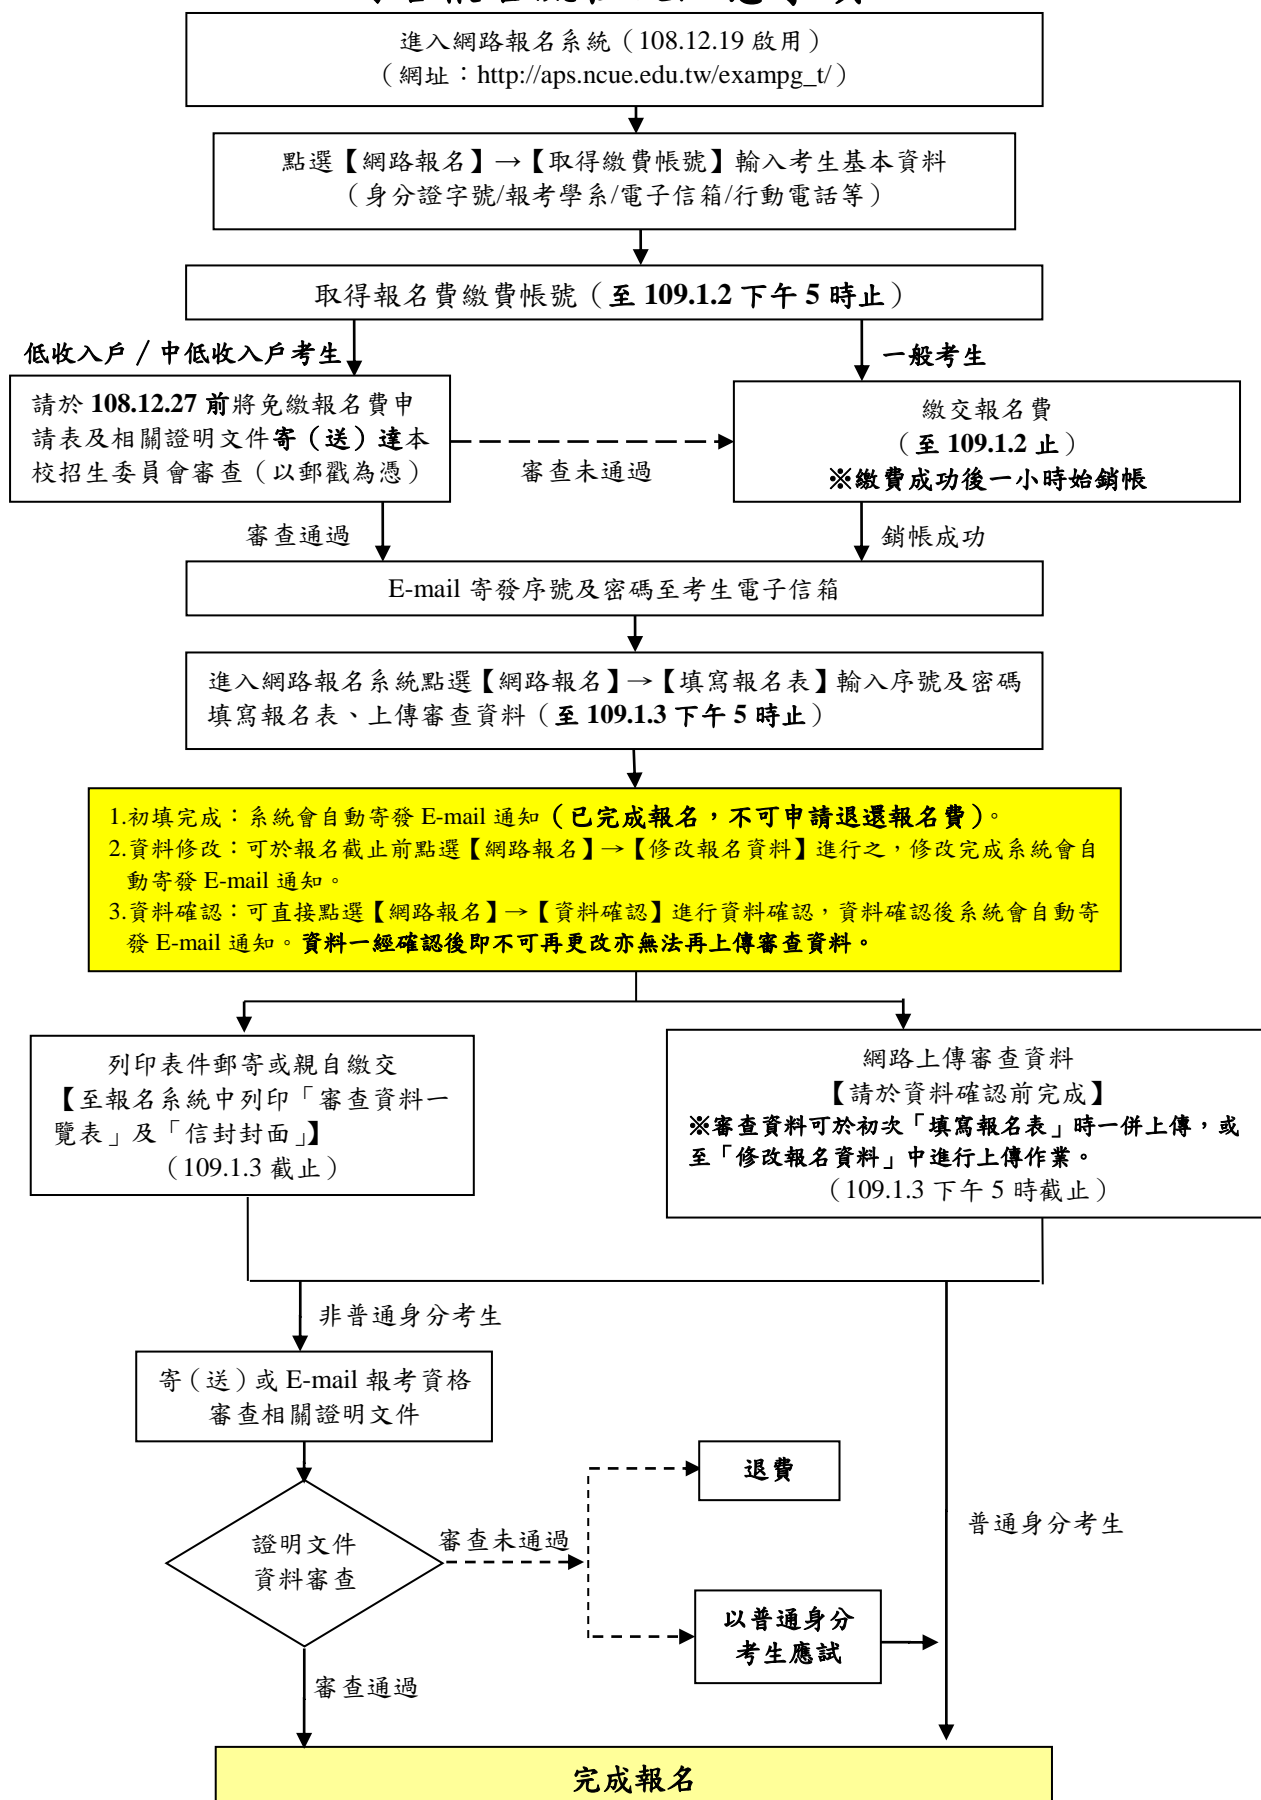 進入網路報名系統（108.12.19 啟用）
（網址：http://aps.ncue.edu.tw/exampg_t/）
點選【網路報名】→【取得繳費帳號】輸入考生基本資料
（身分證字號/報考學系/電子信箱/行動電話等）
取得報名費繳費帳號（至 109.1.2 下午 5 時止）
低收入戶／中低收入戶考生
一般考生
請於 108.12.27 前將免繳報名費申
請表及相關證明文件寄（送）達本
校招生委員會審查（以郵戳為憑）
審查未通過
繳交報名費
（至 109.1.2 止）
※繳費成功後一小時始銷帳
審查通過
銷帳成功
E-mail 寄發序號及密碼至考生電子信箱
進入網路報名系統點選【網路報名】→【填寫報名表】輸入序號及密碼
填寫報名表、上傳審查資料（至 109.1.3 下午 5 時止）
1.初填完成：系統會自動寄發 E-mail 通知（已完成報名，不可申請退還報名費）。
2.資料修改：可於報名截止前點選【網路報名】→【修改報名資料】進行之，修改完成系統會自
動寄發 E-mail 通知。
3.資料確認：可直接點選【網路報名】→【資料確認】進行資料確認，資料確認後系統會自動寄
發 E-mail 通知。資料一經確認後即不可再更改亦無法再上傳審查資料。
列印表件郵寄或親自繳交
【至報名系統中列印「審查資料一
覽表」及「信封封面」】
（109.1.3 截止）
網路上傳審查資料
【請於資料確認前完成】
※審查資料可於初次「填寫報名表」時一併上傳，或
至「修改報名資料」中進行上傳作業。
（109.1.3 下午 5 時截止）
非普通身分考生
寄（送）或 E-mail 報考資格
審查相關證明文件
退費
普通身分考生
證明文件
資料審查
審查未通過
以普通身分
考生應試
審查通過
完成報名